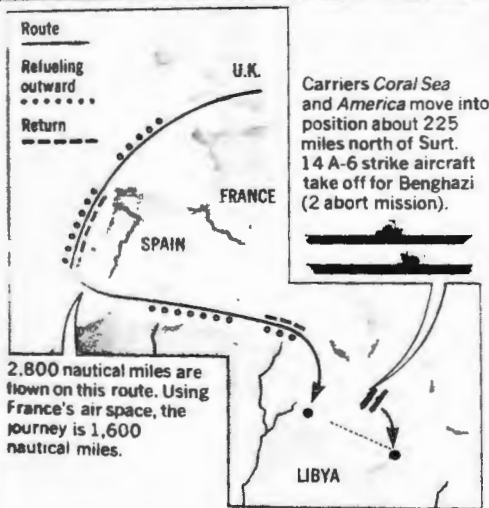 Route
Refueling
outward
Return
U.K.
FRANCE
SPAIN
Carriers Coral Sea
and America move into
position about 225
miles north of Surt.
14 A-6 strike aircraft
take off for Benghazi
(2 abort mission).
2.800 nautical miles are
flown on this route. Using
France's air space, the
journey is 1,600
nautical miles.
LIBYA